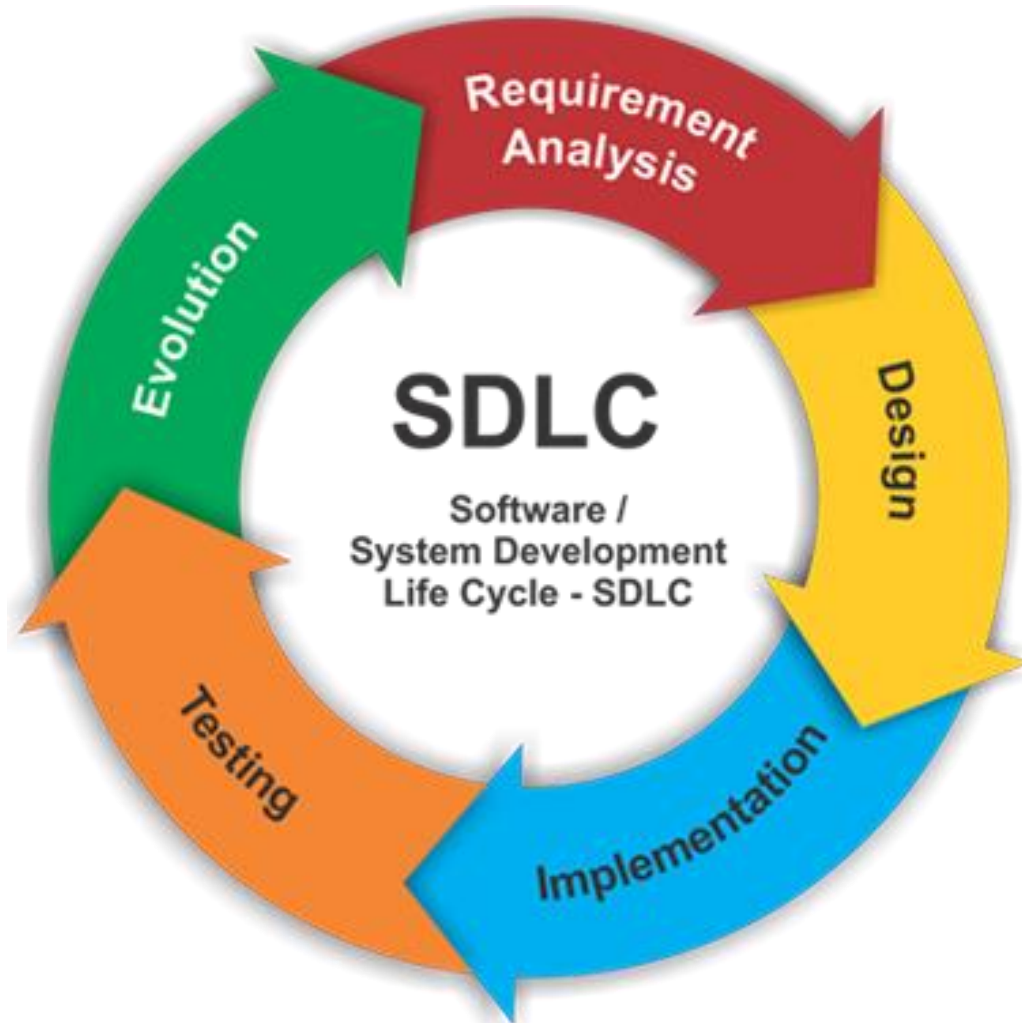 SDLC
Software /
System Development
Life Cycle - SDLC
Requirement
Analysis
Design
Implementation
Testing
Evolution